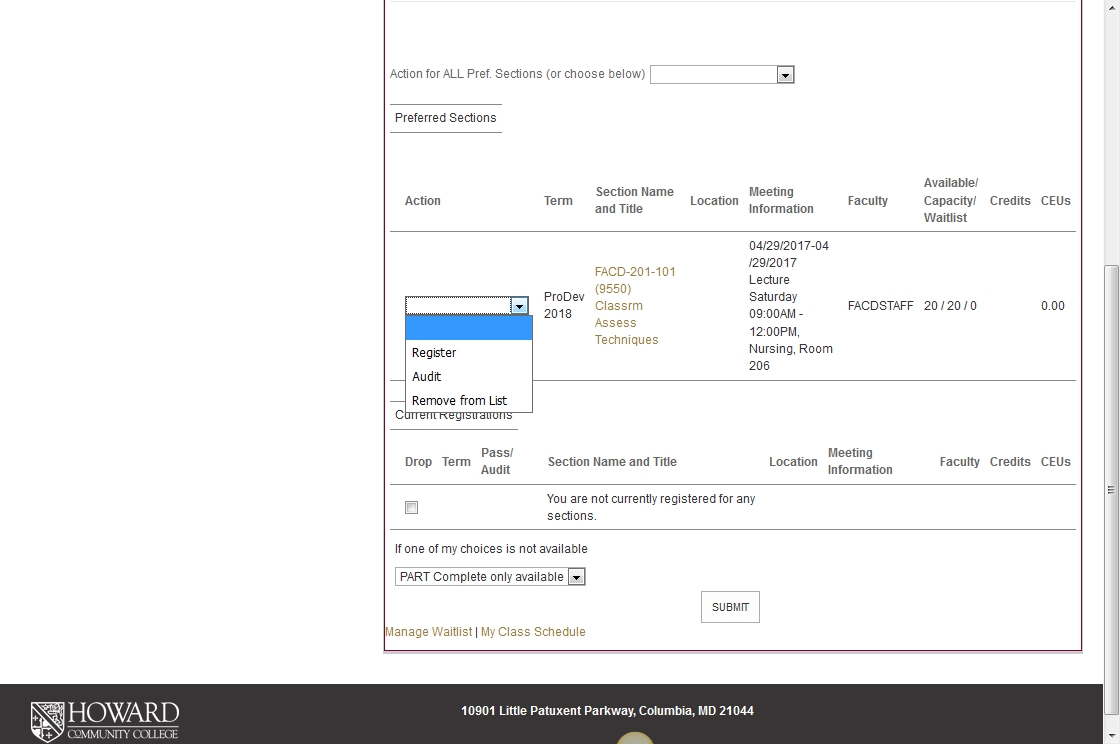 Action for ALL Pref. Sections (or choose below)
Preferred Sections
Action
Term
Section Name
and Title
Location
Meeting
Information
Faculty
Available/
Capacity/
Waitlist
Credits
CEUs
ProDev
2018
FACD-201-101
(9550)
Classrm
Assess
Techniques
04/29/2017-04
/29/2017
Lecture
Saturday
09:00AM -
12:00PM,
Nursing, Room
206
FACDSTAFF
20 / 20 / 0
0.00
Register
Audit
Remove from List
Current Registrations
Drop
Term
Pass/
Audit
Section Name and Title
Location
Meeting
Information
Faculty
Credits
CEUs
You are not currently registered for any
sections.
If one of my choices is not available
PART Complete only available
SUBMIT
Manage Waitlist | My Class Schedule
HOWARD
COMMUNITY COLLEGE
10901 Little Patuxent Parkway, Columbia, MD 21044